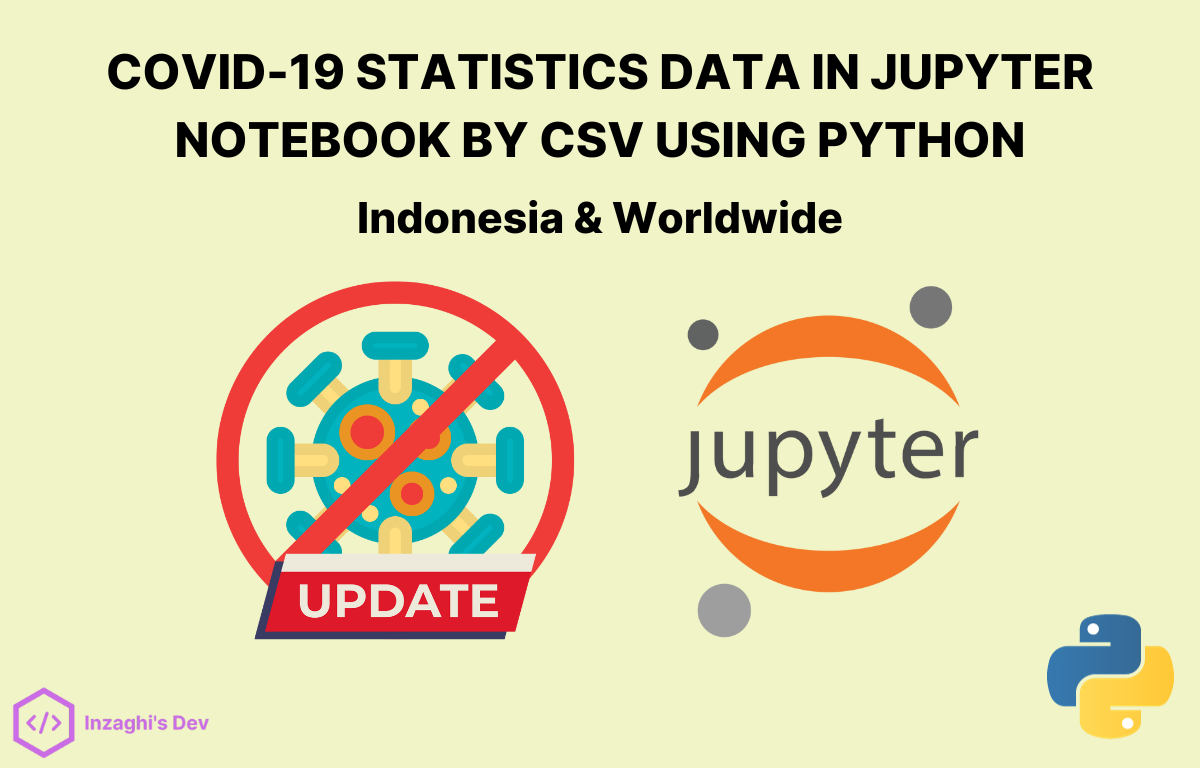 COVID-19 STATISTICS DATA IN JUPYTER
NOTEBOOK BY CSV USING PYTHON
Indonesia & Worldwide
jupyter
UPDATE
</> Inzaghi's Dev